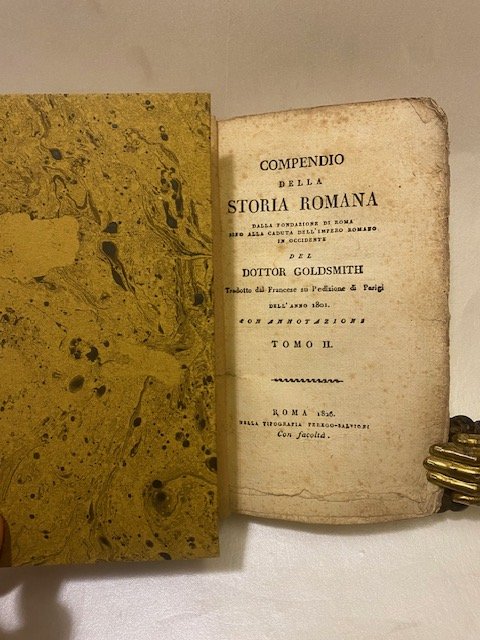 COMPENDIO
DELLA
STORIA ROMANA
DALLA FONDAZIONE DI ROMA
SINO ALLA CADUTA DELL'IMPERO ROMANO
IN OCCIDENTE
DEL
DOTTOR GOLDSMITH
Tradotto dal Francese su l'edizione di Parigi
DELL'ANNO 1801.
CON ANNOTAZIONI
TOMO II.
ROMA 1826.
NELLA TIPOGRAFIA PEREGO-SALVIONI
Con facoltà.